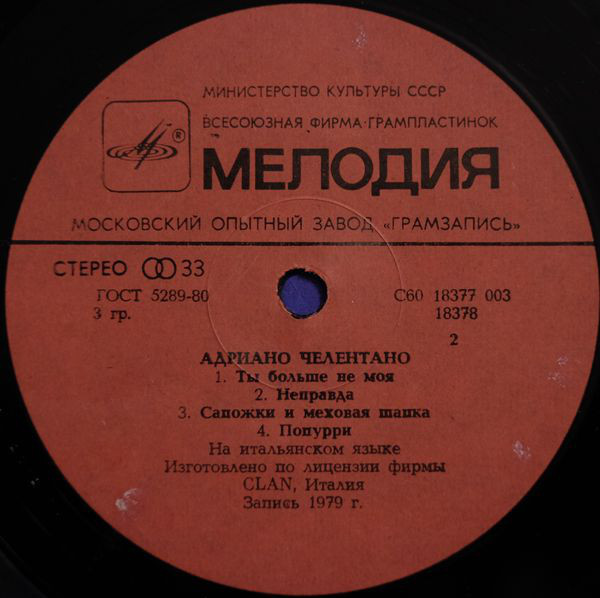 МИНИСТЕРСТВО КУЛЬТУРЫ СССР
ВСЕСОЮЗНАЯ ФИРМА·ГРАМПЛАСТИНОК
®
МЕЛОДИЯ
МОСКОВСКИЙ ОПЫТНЫЙ ЗАВОД «ГРАМЗАПИСЬ»
СТЕРЕО 33
ГОСТ 5289-80
3 гр.
С60 18377 003
18378
2
АДРИАНО ЧЕЛЕНТАНО
1. Ты больше не моя
2. Неправда
3. Сапожки и меховая шапка
4. Попурри
На итальянском языке
Изготовлено по лицензии фирмы
CLAN, Италия
Запись 1979 г.